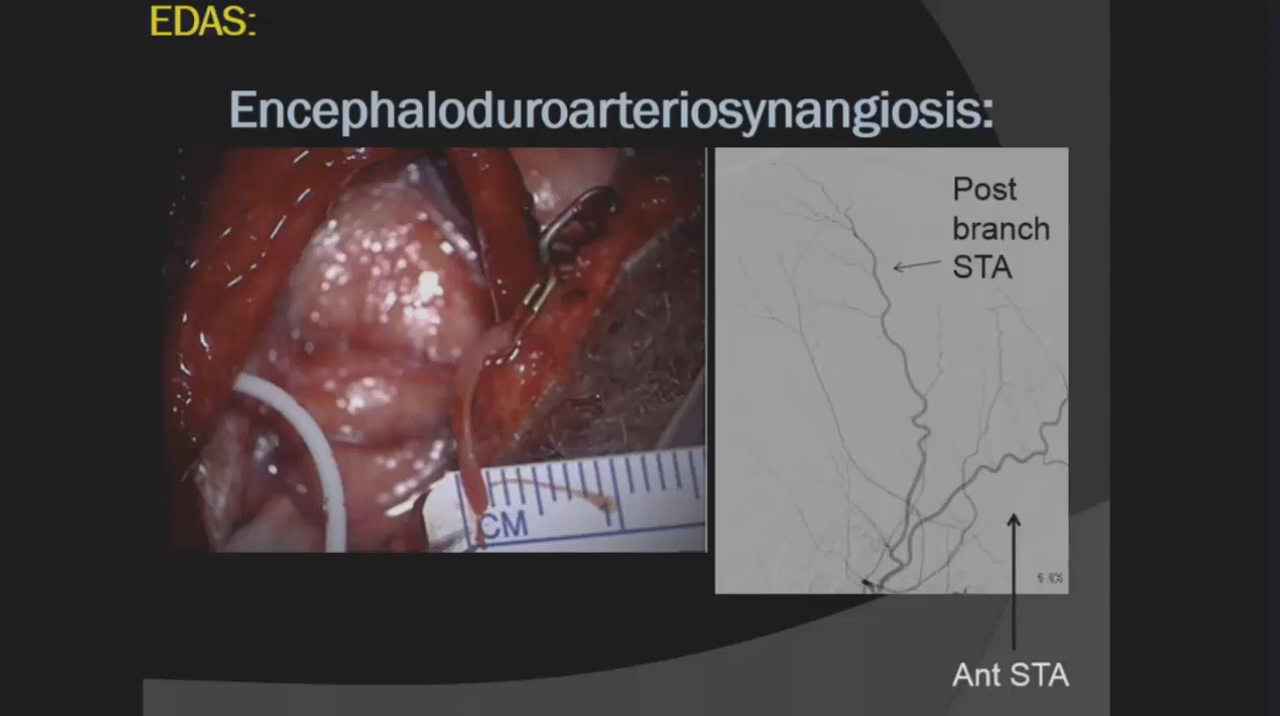 EDAS:
Encephaloduroarteriosynangiosis:
Post
branch
STA
CM
Ant STA